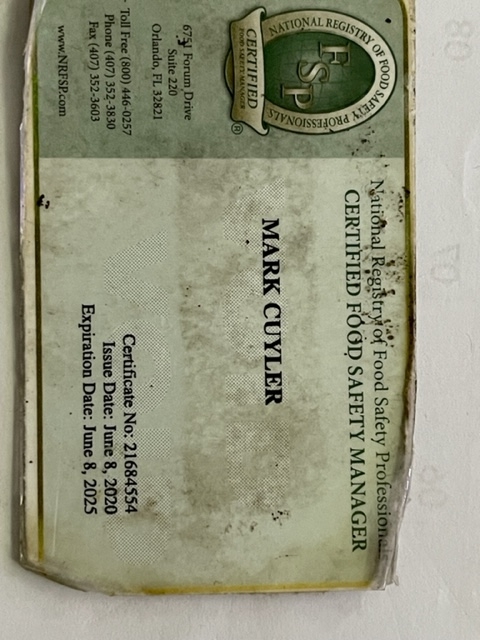 NATIONAL REGISTRY OF FOOD SAFETY PROFESSIONALS
FSP
CERTIFIED
FOOD SAFETY MANAGER
®
6751 Forum Drive
Suite 220
Orlando, FL 32821
Toll Free (800) 446-0257
Phone (407) 352-3830
Fax (407) 352-3603
www.NRFSP.com
National Registry of Food Safety Professionals
CERTIFIED FOOD SAFETY MANAGER
MARK CUYLER
Certificate No: 21684554
Issue Date: June 8, 2020
Expiration Date: June 8, 2025